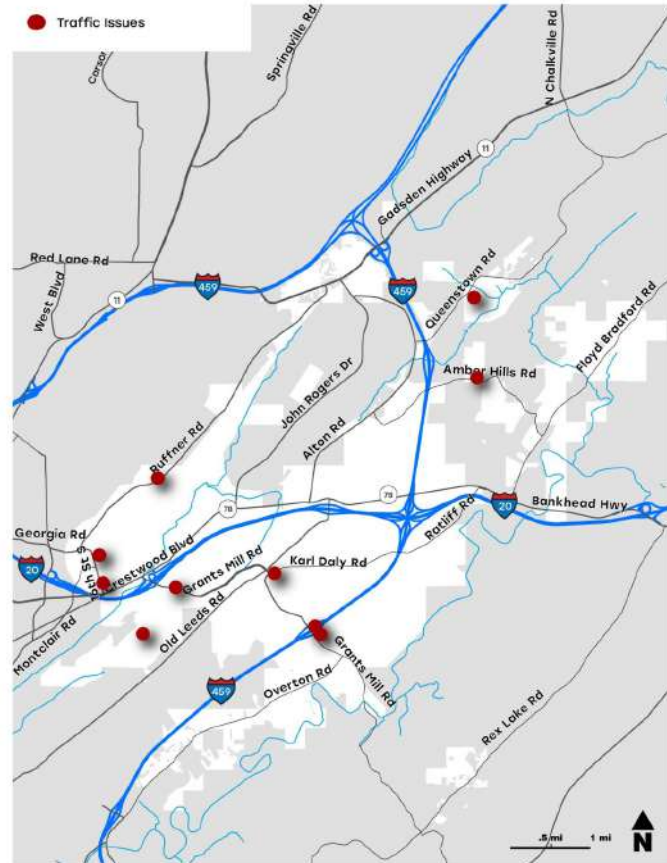 Traffic Issues
Carson
Springville Rd
N Chalkville Rd
11
Gadsden Highway
Red Lane Rd
West Blvd
11
459
459
Queenstown Rd
Floyd Bradford Rd
Amber Hills Rd
John Rogers Dr
Ruffner Rd
Alton Rd
78
78
20
Bankhead Hwy
Ratliff Rd
Georgia Rd
20
Crestwood Blvd
Grants Mill Rd
Karl Daly Rd
Montclair Rd
Old Leeds Rd
459
Overton Rd
Grants Mill Rd
Rex Lake Rd
.5 mi 1 mi
N